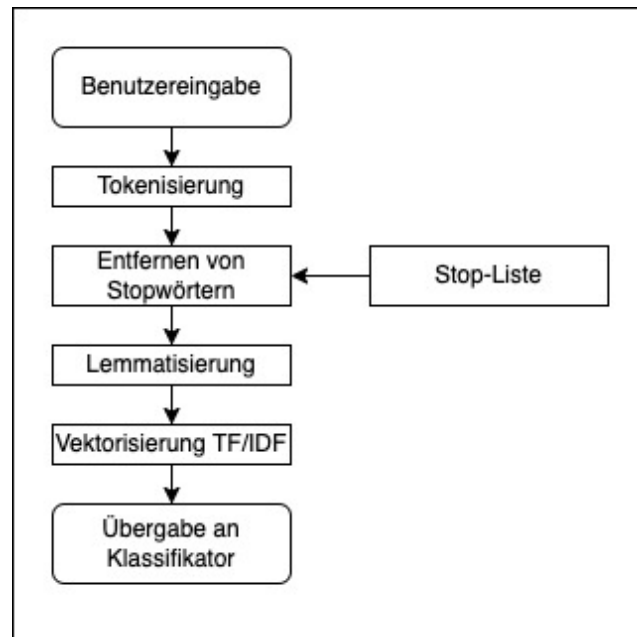 Benutzereingabe
Tokenisierung
Entfernen von
Stopwörtern
Stop-Liste
Lemmatisierung
Vektorisierung TF/IDF
Übergabe an
Klassifikator